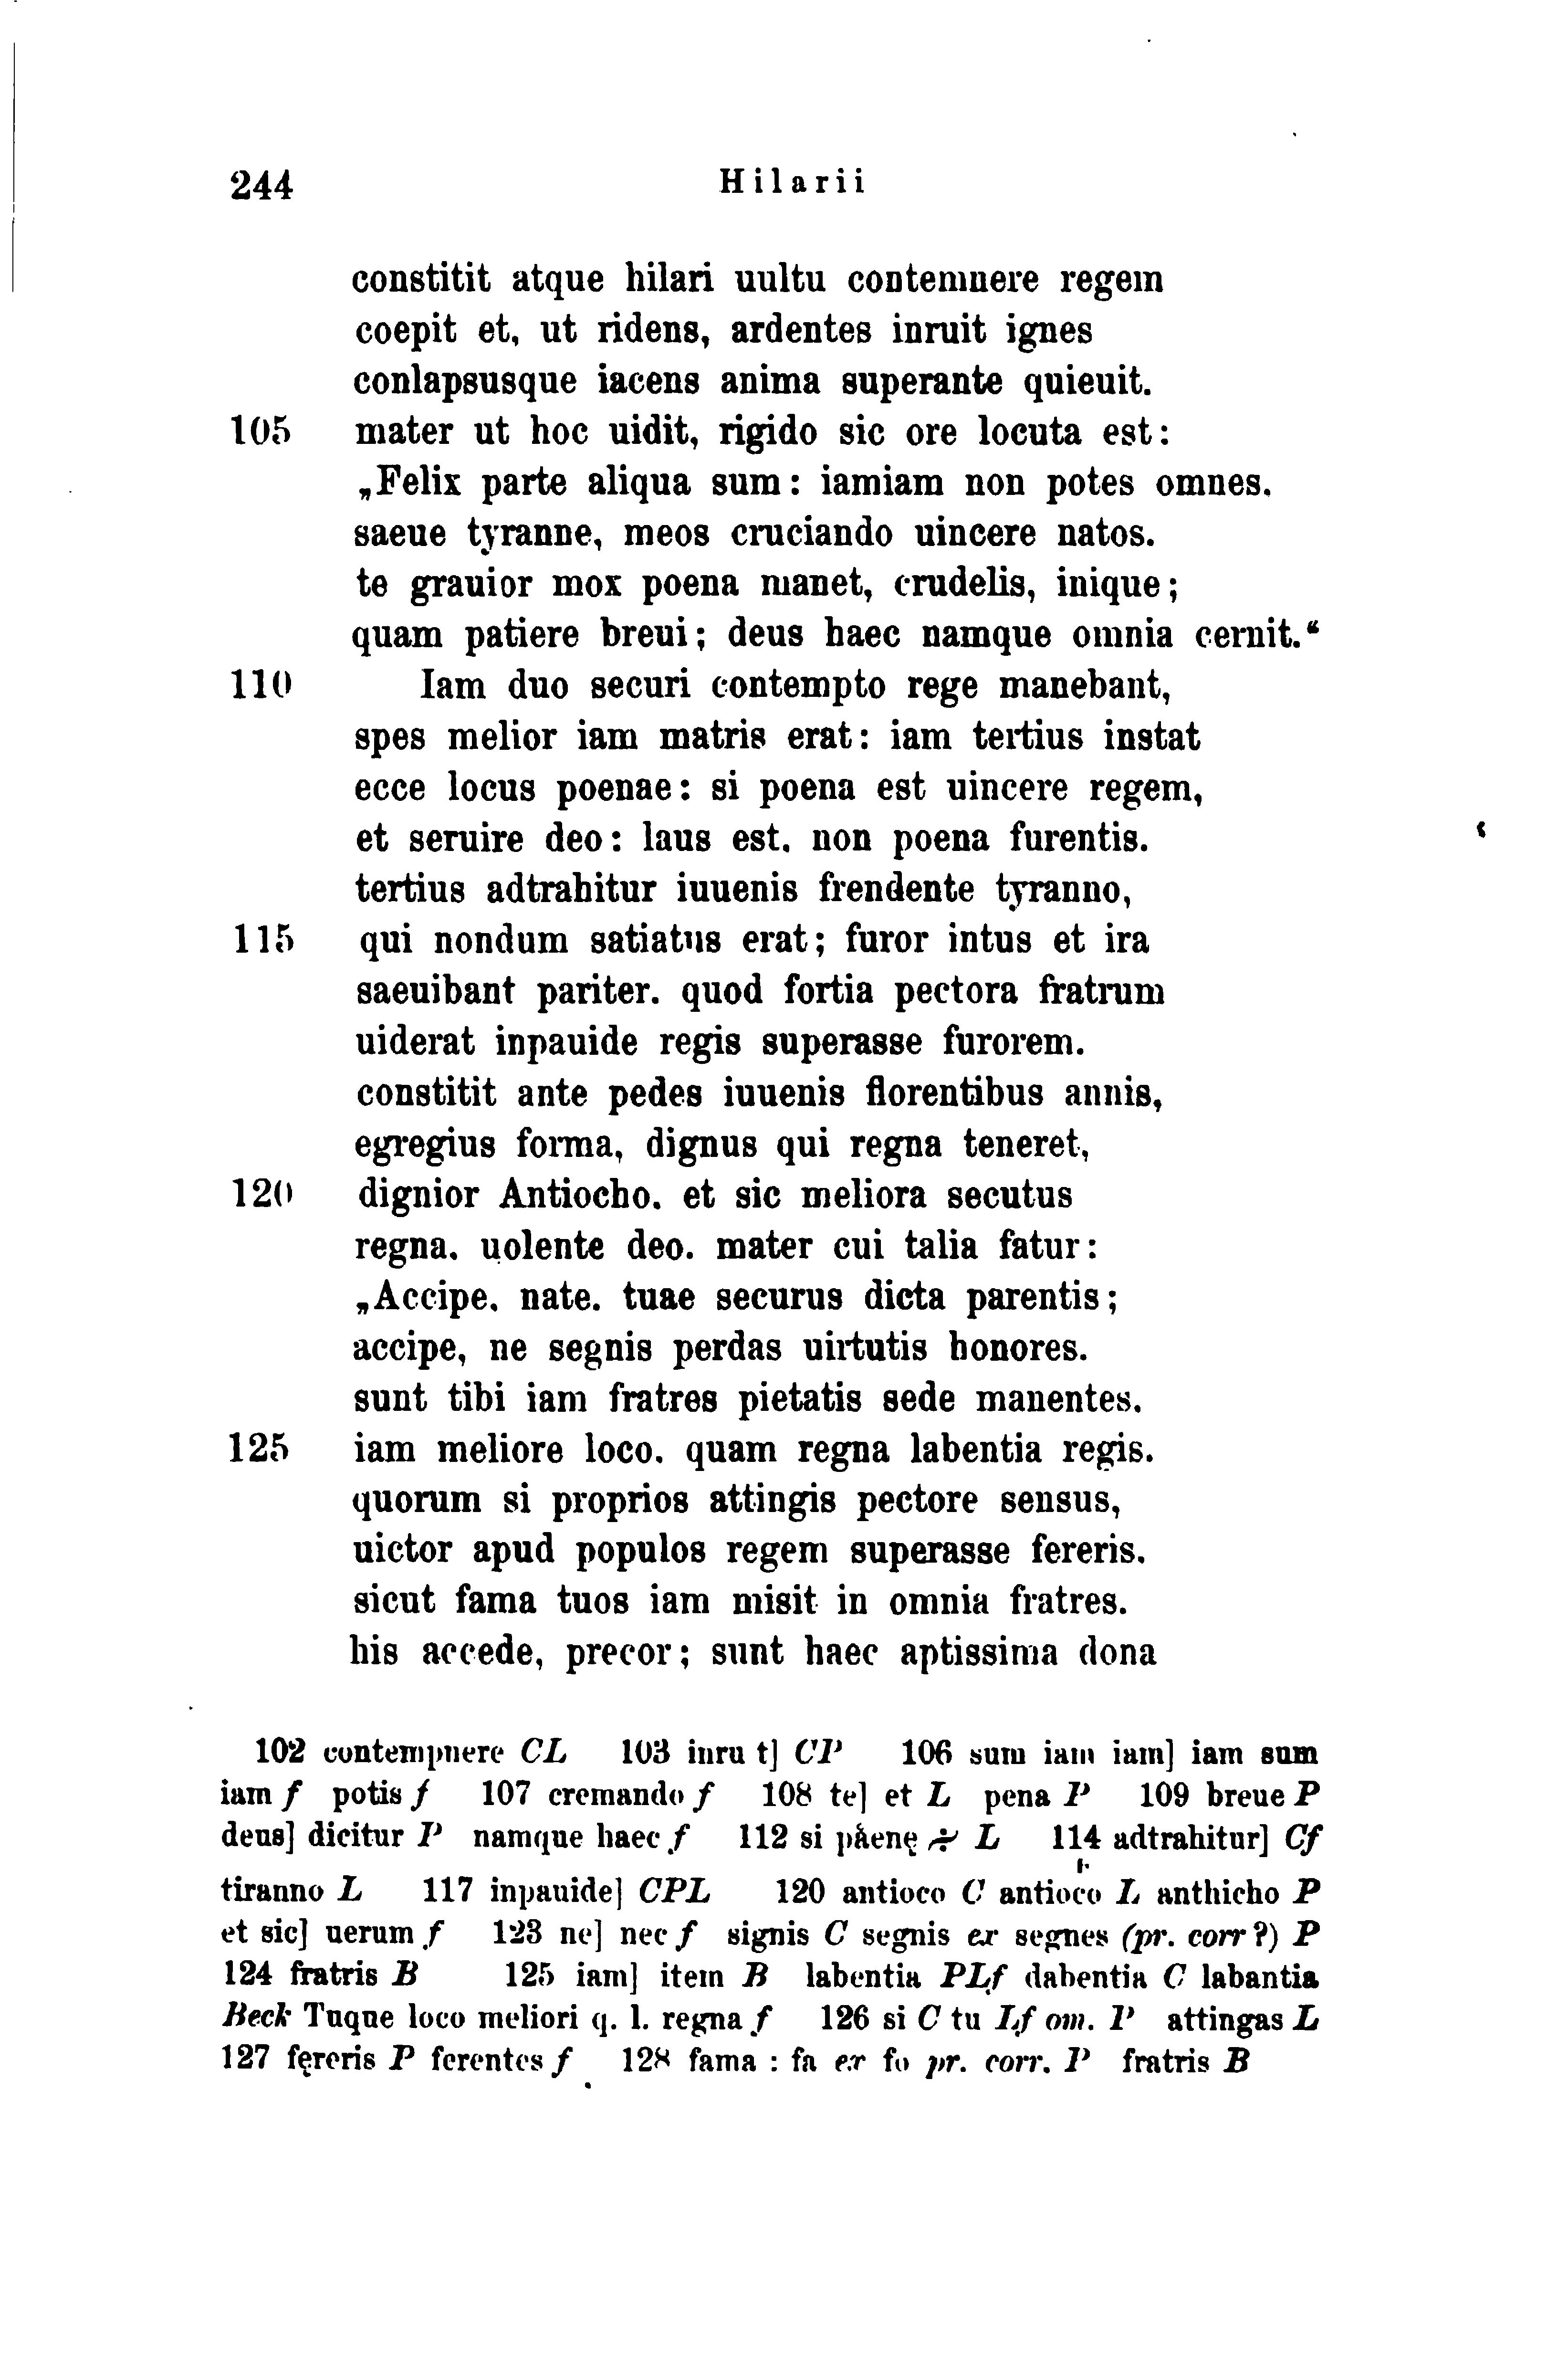 244 Hilarii
constitit atque hilari uultu contemnere regem
coepit et, ut ridens, ardentes inruit ignes
conlapsusque iacens anima superante quieuit.
105 mater ut hoc uidit, rigido sic ore locuta est:
„Felix parte aliqua sum: iamiam non potes omnes.
saeue tyranne, meos cruciando uincere natos.
te grauior mox poena manet, crudelis, inique;
quam patiere breui; deus haec namque omnia cernit.“
110 Iam duo securi contempto rege manebant,
spes melior iam matris erat: iam tertius instat
ecce locus poenae: si poena est uincere regem,
et seruire deo: laus est. non poena furentis.
tertius adtrahitur iuuenis frendente tyranno,
115 qui nondum satiatus erat; furor intus et ira
saeuibant pariter. quod fortia pectora fratrum
uiderat inpauide regis superasse furorem.
constitit ante pedes iuuenis florentibus annis,
egregius forma, dignus qui regna teneret,
120 dignior Antiocho. et sic meliora secutus
regna. uolente deo. mater cui talia fatur:
„Accipe. nate. tuae securus dicta parentis;
accipe, ne segnis perdas uirtutis honores.
sunt tibi iam fratres pietatis sede manentes.
125 iam meliore loco. quam regna labentia regis.
quorum si proprios attingis pectore sensus,
uictor apud populos regem superasse fereris.
sicut fama tuos iam misit in omnia fratres.
his accede, precor; sunt haec aptissima dona
102 contempnere CL 103 inru t] CP 106 sum iam iam] iam sum
iam f potis f 107 cremando f 108 te] et L pena P 109 breue P
deus] dicitur P namque haec f 112 si L 114 adtrahitur] Cf
tiranno L 117 inpauide] CPL 120 antioco C antioco L anthicho P
et sic] uerum f 123 ne] nec f signis C segnis ex segnes (pr. corr?) P
124 fratris B 125 iam] item B labentia PLf dabentia C labantia
Beck Tuque loco meliori q. l. regna f 126 si C tu Lf om. P attingas L
127 fęreris P ferentes f 128 fama : fa ex fo pr. corr. P fratris B